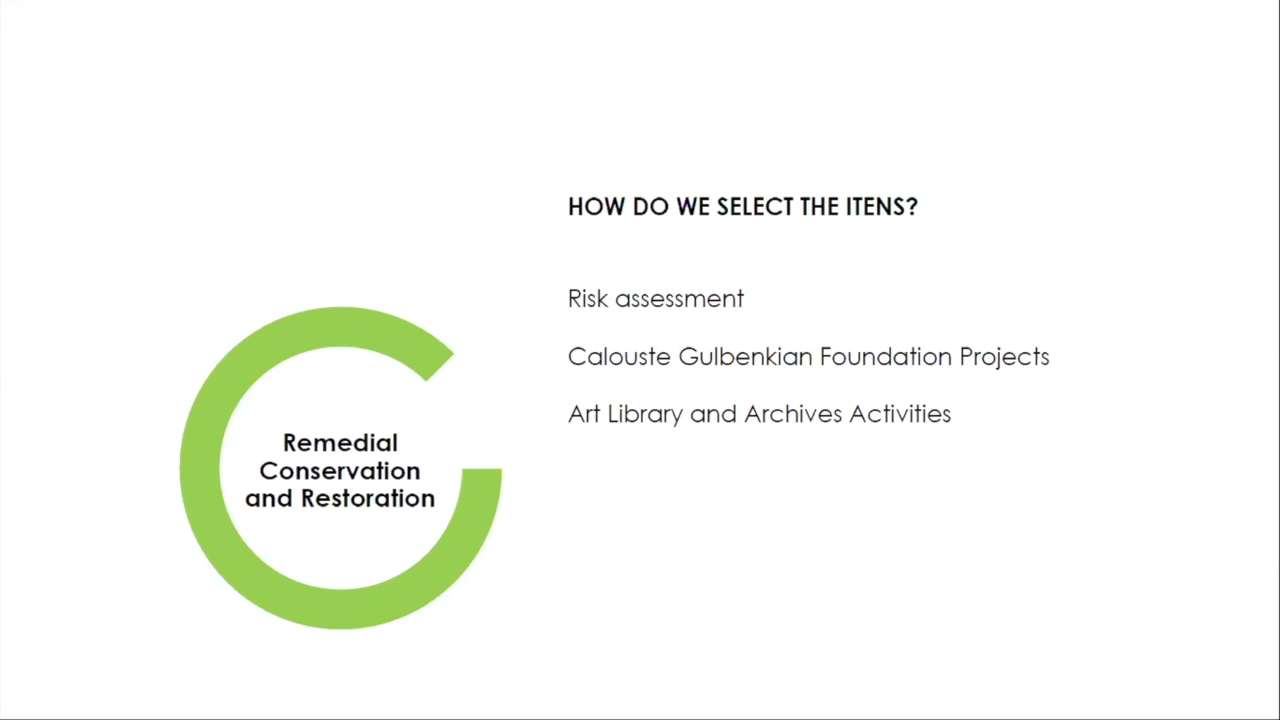 HOW DO WE SELECT THE ITENS?
Risk assessment
Calouste Gulbenkian Foundation Projects
Art Library and Archives Activities
Remedial
Conservation
and Restoration